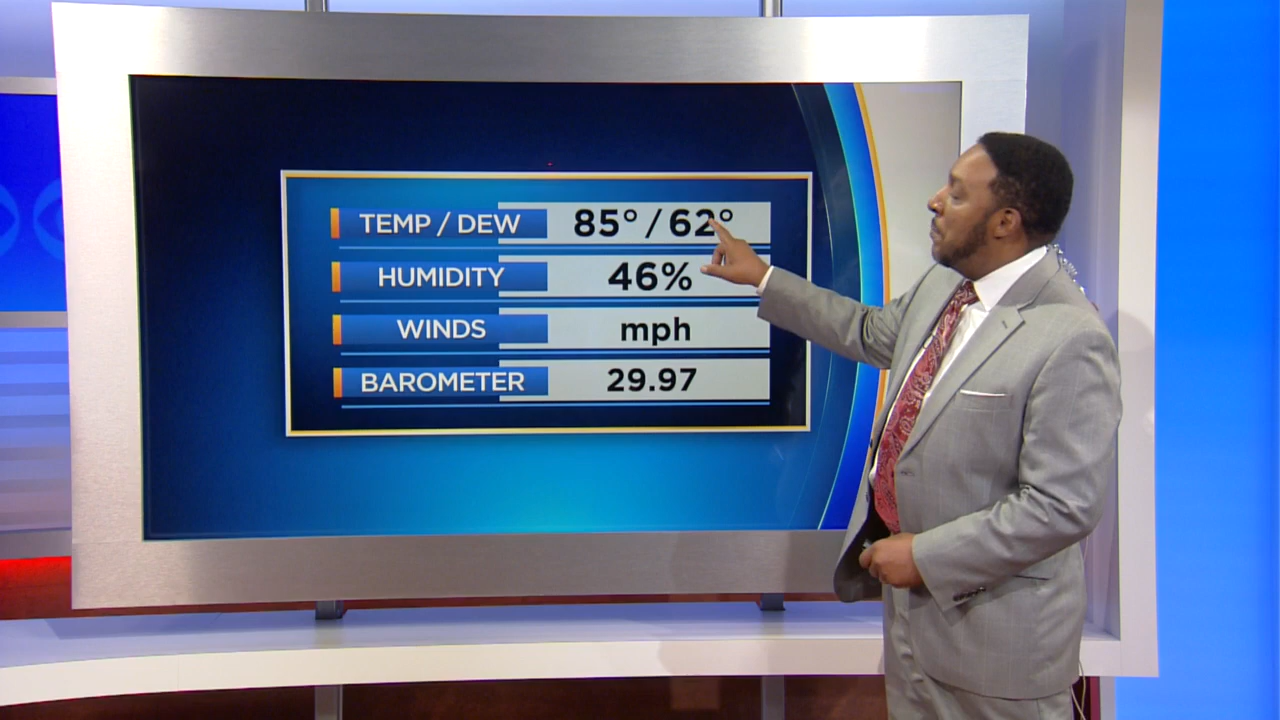 TEMP / DEW 85° / 62°
HUMIDITY 46%
WINDS mph
BAROMETER 29.97